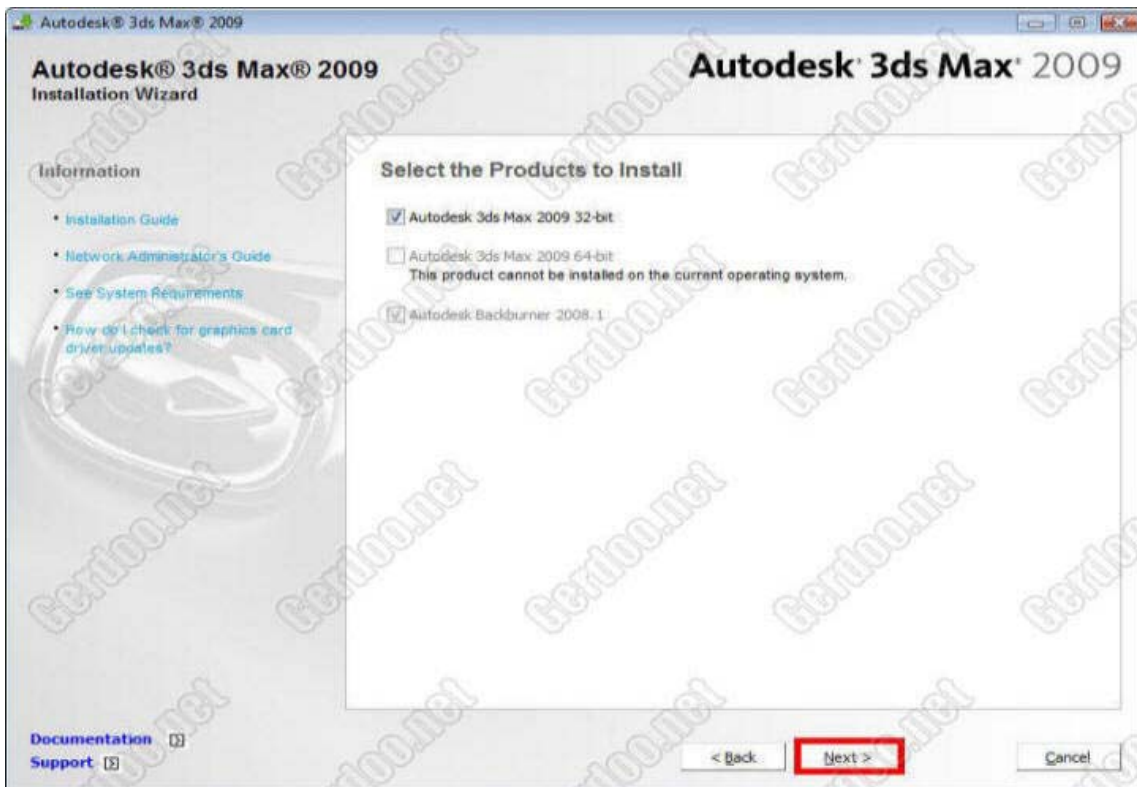 Autodesk® 3ds Max® 2009
Autodesk® 3ds Max® 2009
Installation Wizard
Autodesk® 3ds Max® 2009
Information
• Installation Guide
• Network Administrator's Guide
• See System Requirements
• How do I check for graphics card
driver updates?
Select the Products to Install
Autodesk 3ds Max 2009 32-bit
Autodesk 3ds Max 2009 64-bit
This product cannot be installed on the current operating system.
Autodesk Backburner 2008.1
Documentation
Support
< Back
Next >
Cancel
Gerdoo.net